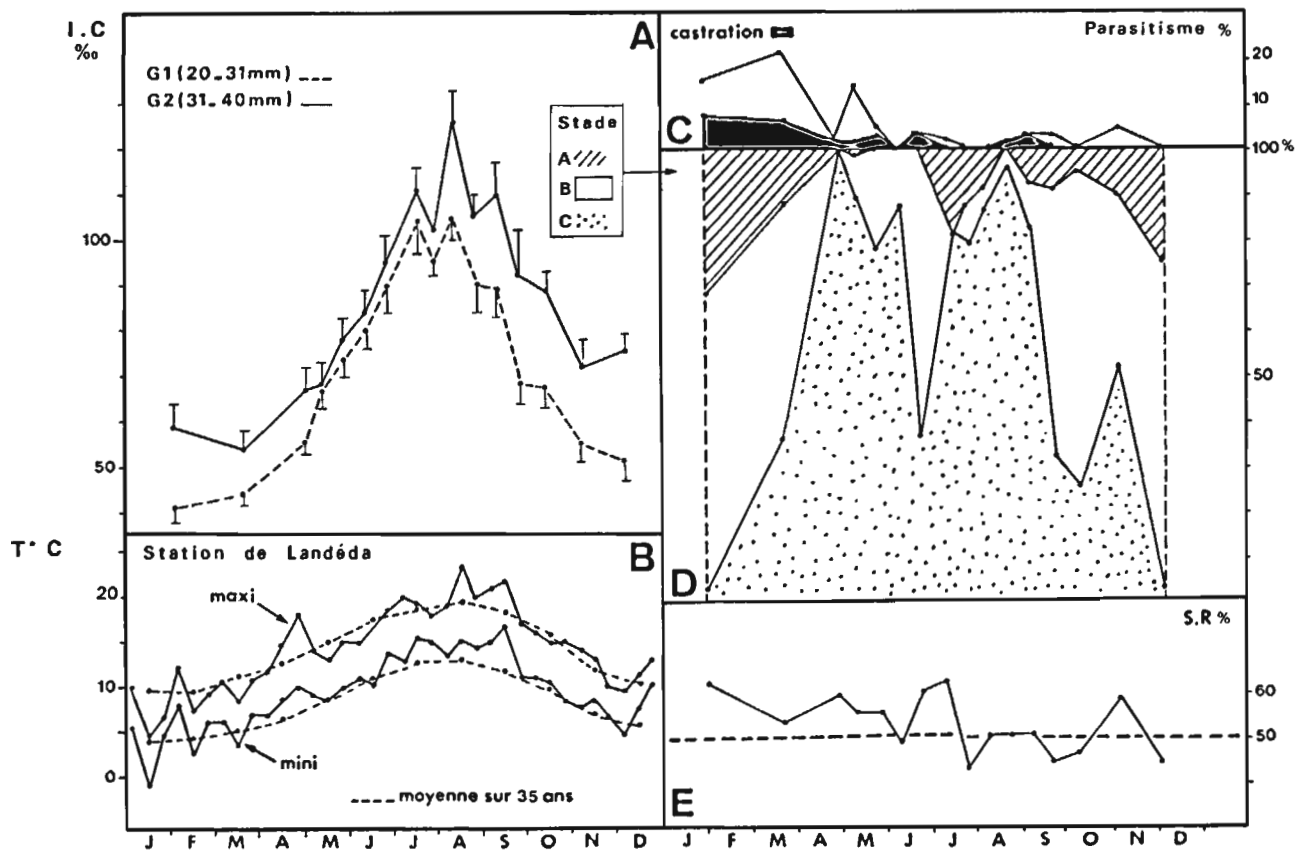 I.C
‰
A
G1 (20_31mm) ---
G2 (31_40mm) —
100
50
Stade
A
B
C
castration
Parasitisme %
20
10
C
100 %
50
D
T° C
Station de Landéda
B
20
10
0
maxi
mini
---- moyenne sur 35 ans
J F M A M J J A S O N D
S.R %
60
50
E
J F M A M J J A S O N D